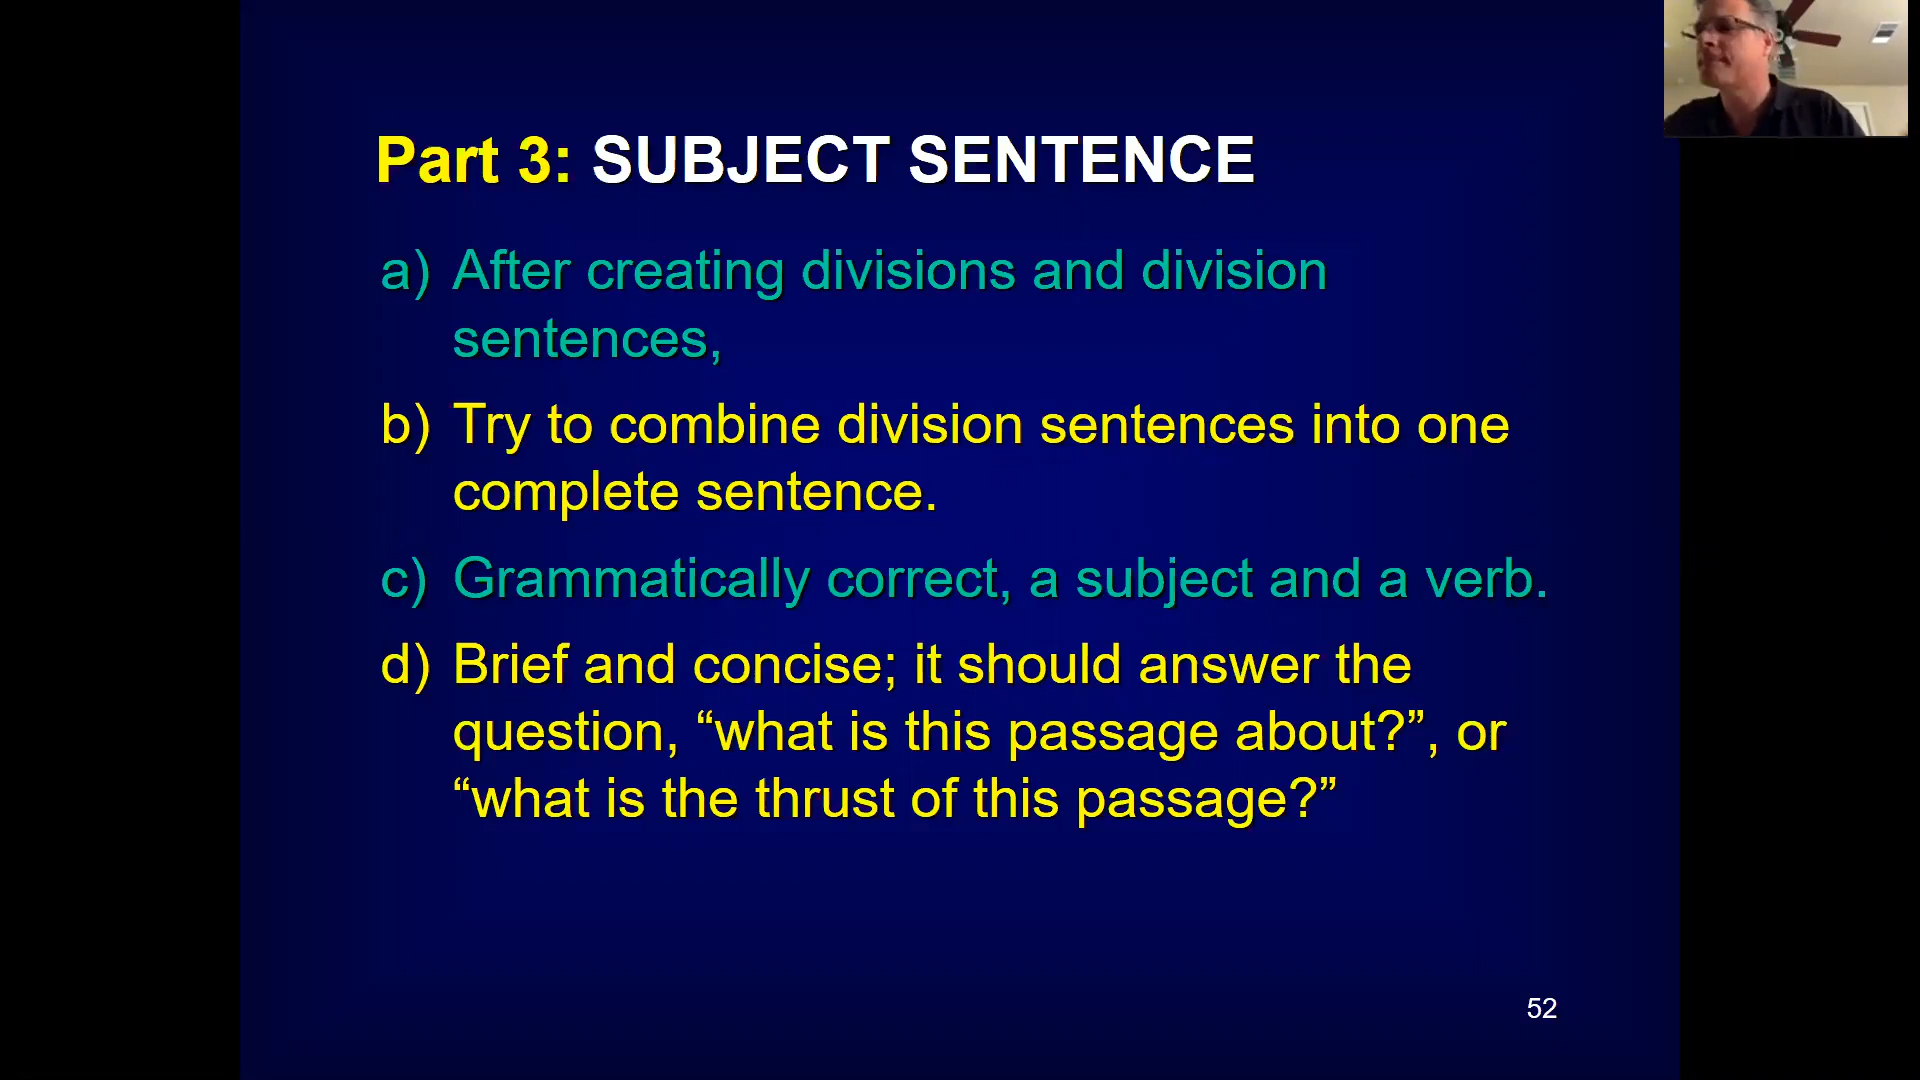 Part 3: SUBJECT SENTENCE
a) After creating divisions and division
sentences,
b) Try to combine division sentences into one
complete sentence.
c) Grammatically correct, a subject and a verb.
d) Brief and concise; it should answer the
question, “what is this passage about?”, or
“what is the thrust of this passage?”
52